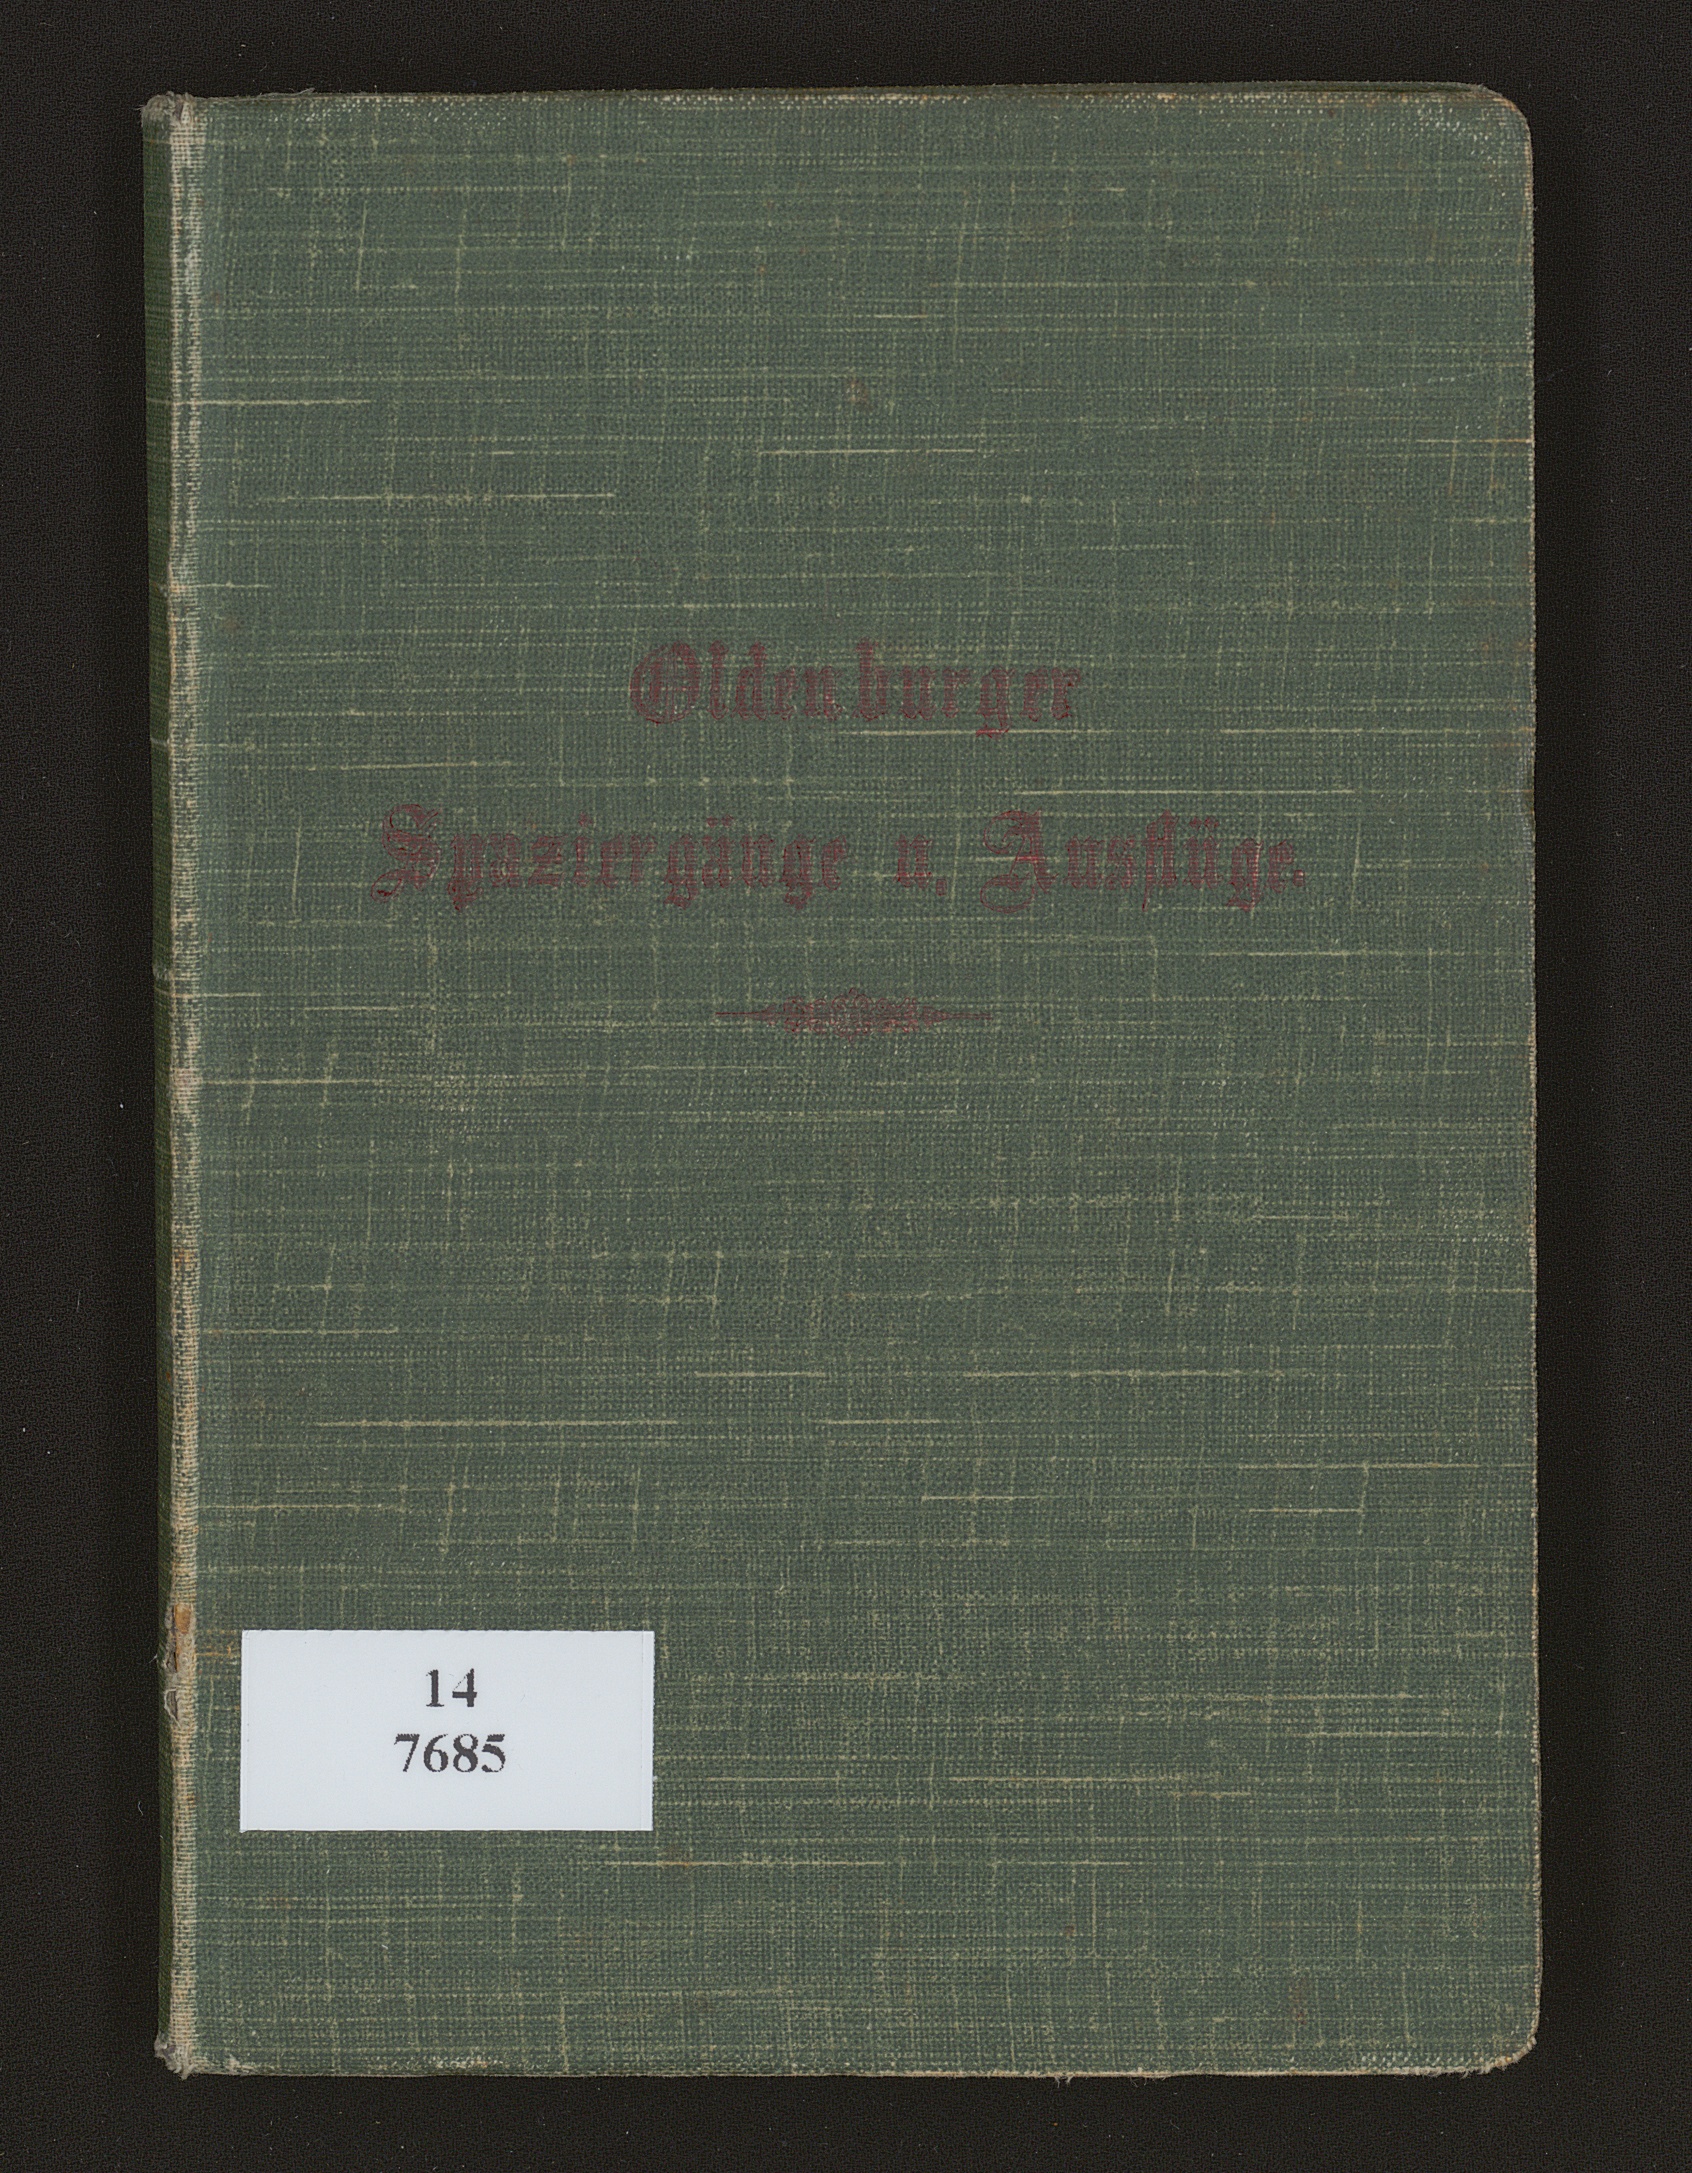 Oldenburger
Spaziergänge u. Ausflüge.
14
7685